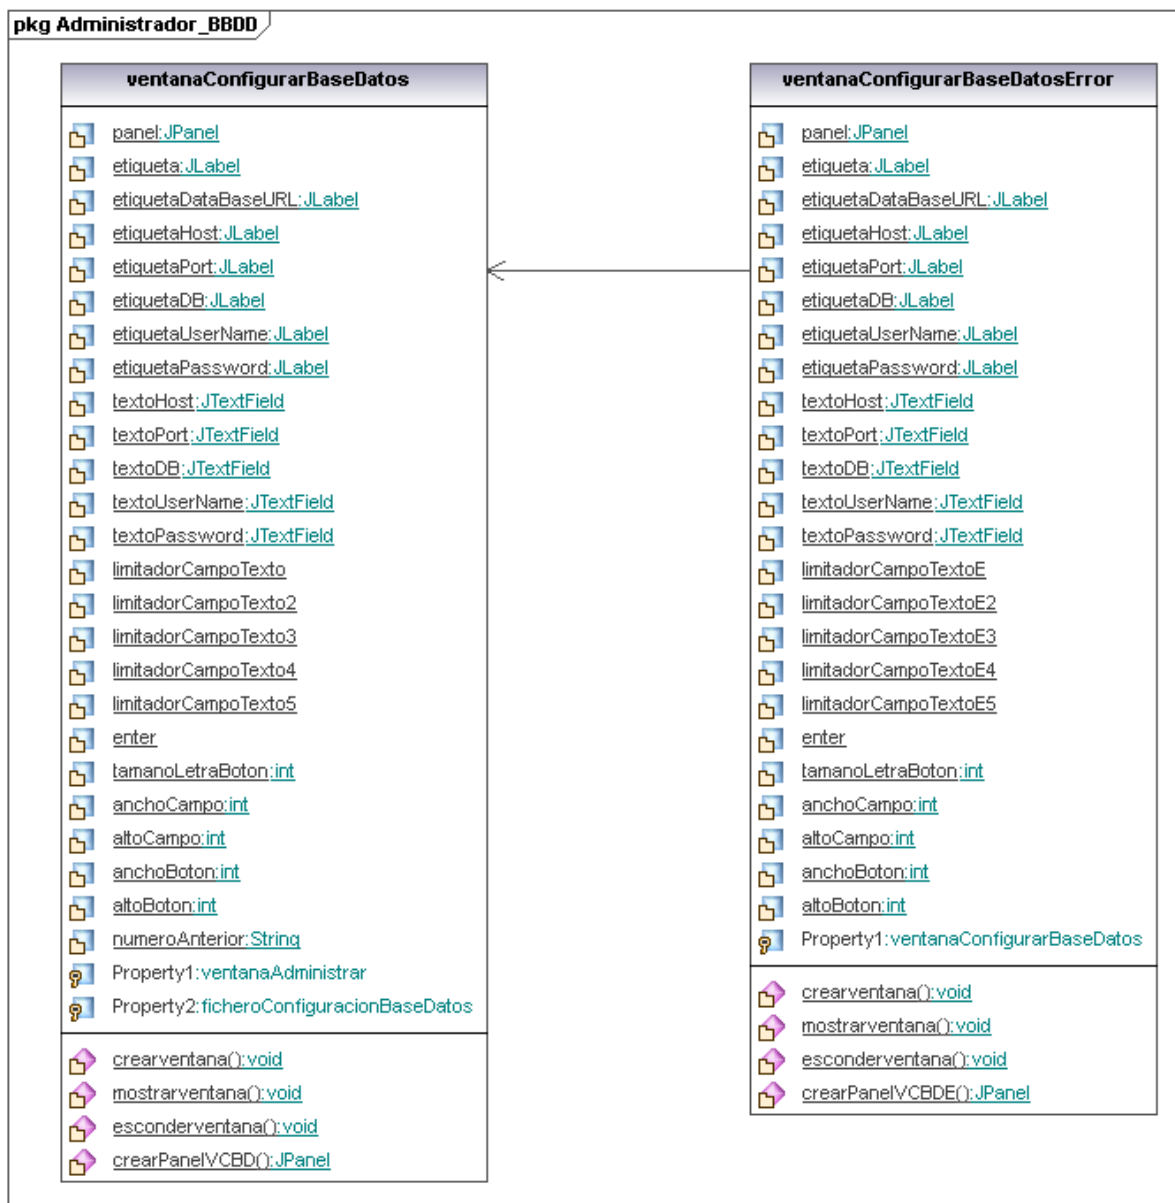 pkg Administrador_BBDD
ventanaConfigurarBaseDatos
panel:JPanel
etiqueta:JLabel
etiquetaDataBaseURL:JLabel
etiquetaHost:JLabel
etiquetaPort:JLabel
etiquetaDB:JLabel
etiquetaUserName:JLabel
etiquetaPassword:JLabel
textoHost:JTextField
textoPort:JTextField
textoDB:JTextField
textoUserName:JTextField
textoPassword:JTextField
limitadorCampoTexto
limitadorCampoTexto2
limitadorCampoTexto3
limitadorCampoTexto4
limitadorCampoTexto5
enter
tamanoLetraBoton:int
anchoCampo:int
altoCampo:int
anchoBoton:int
altoBoton:int
numeroAnterior:String
Property1:ventanaAdministrar
Property2:ficheroConfiguracionBaseDatos
crearventana():void
mostrarventana():void
esconderventana():void
crearPanelVCBD():JPanel
ventanaConfigurarBaseDatosError
panel:JPanel
etiqueta:JLabel
etiquetaDataBaseURL:JLabel
etiquetaHost:JLabel
etiquetaPort:JLabel
etiquetaDB:JLabel
etiquetaUserName:JLabel
etiquetaPassword:JLabel
textoHost:JTextField
textoPort:JTextField
textoDB:JTextField
textoUserName:JTextField
textoPassword:JTextField
limitadorCampoTextoE
limitadorCampoTextoE2
limitadorCampoTextoE3
limitadorCampoTextoE4
limitadorCampoTextoE5
enter
tamanoLetraBoton:int
anchoCampo:int
altoCampo:int
anchoBoton:int
altoBoton:int
Property1:ventanaConfigurarBaseDatos
crearventana():void
mostrarventana():void
esconderventana():void
crearPanelVCBDE():JPanel